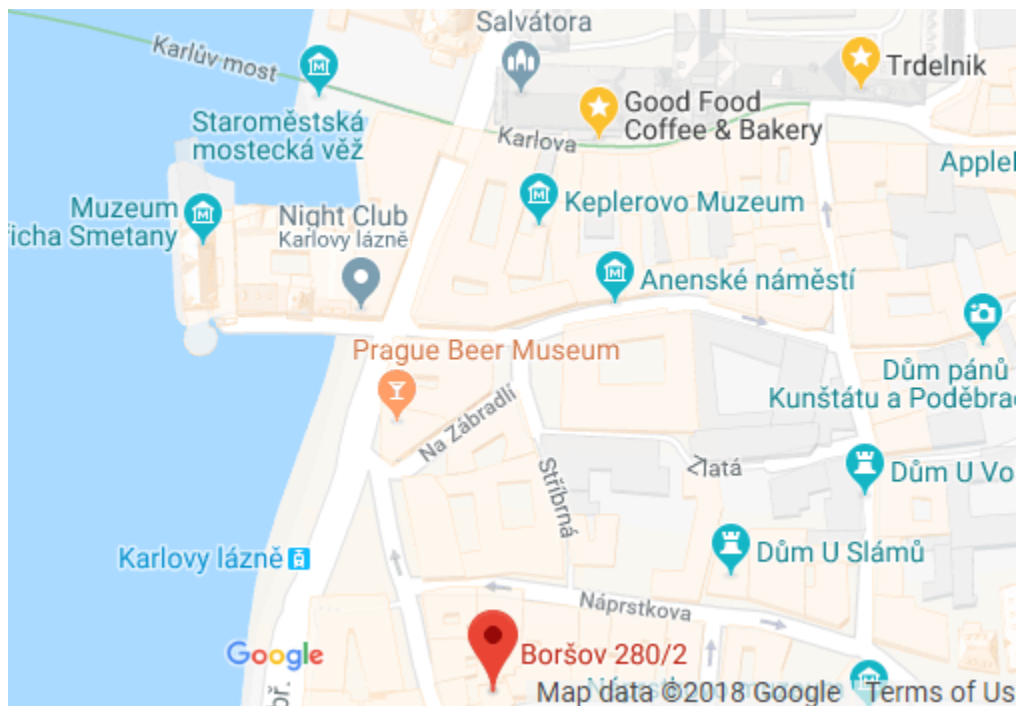 Salvátora
Karlův most
Trdelnik
Good Food
Coffee & Bakery
Staroměstská
mostecká věž
Karlova
Applel
Muzeum
řicha Smetany
Night Club
Karlovy lázně
Keplerovo Muzeum
Anenské náměstí
Prague Beer Museum
Dům pánů
Kunštátu a Poděbra
Na Zábradlí
Stříbrná
Zlatá
Dům U Vo
Karlovy lázně
Dům U Slámů
Náprstkova
Google
Boršov 280/2
Map data ©2018 Google
Terms of Us